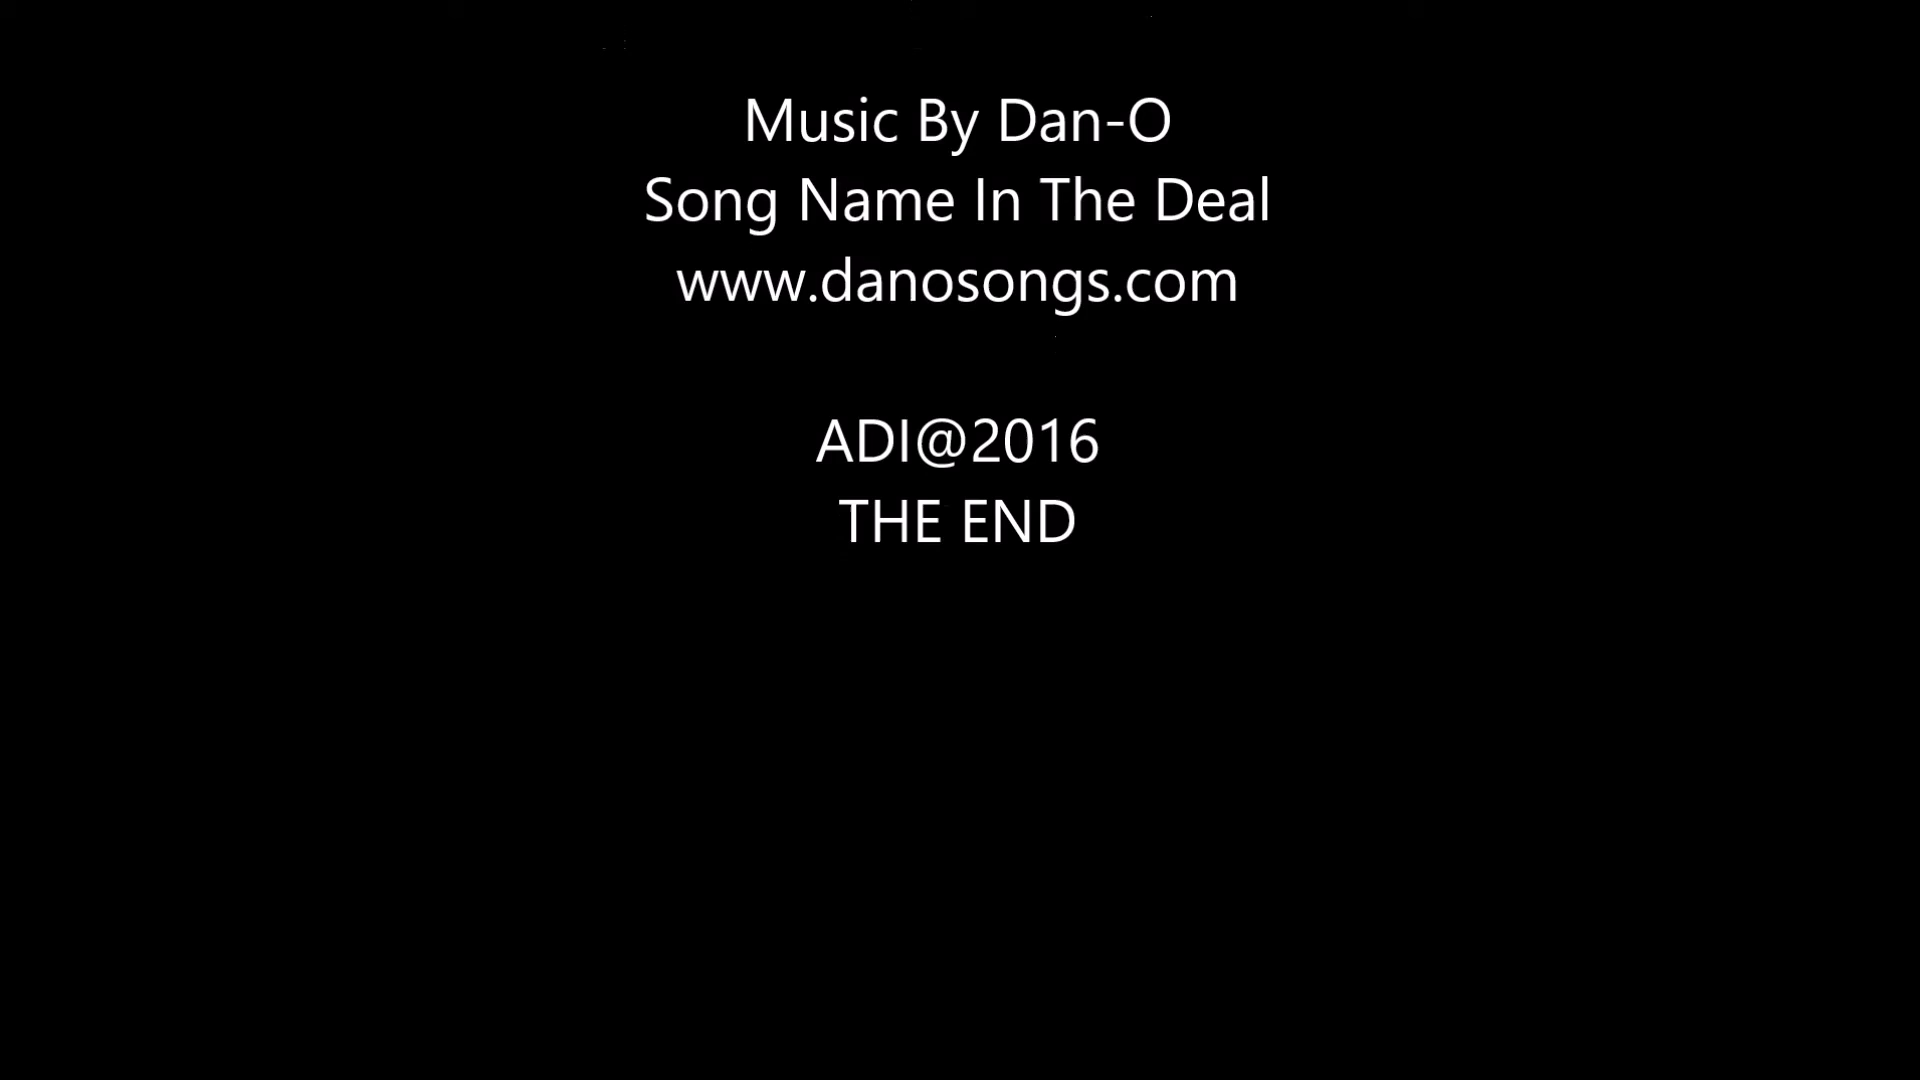 Music By Dan-O
Song Name In The Deal
www.danosongs.com
ADI@2016
THE END